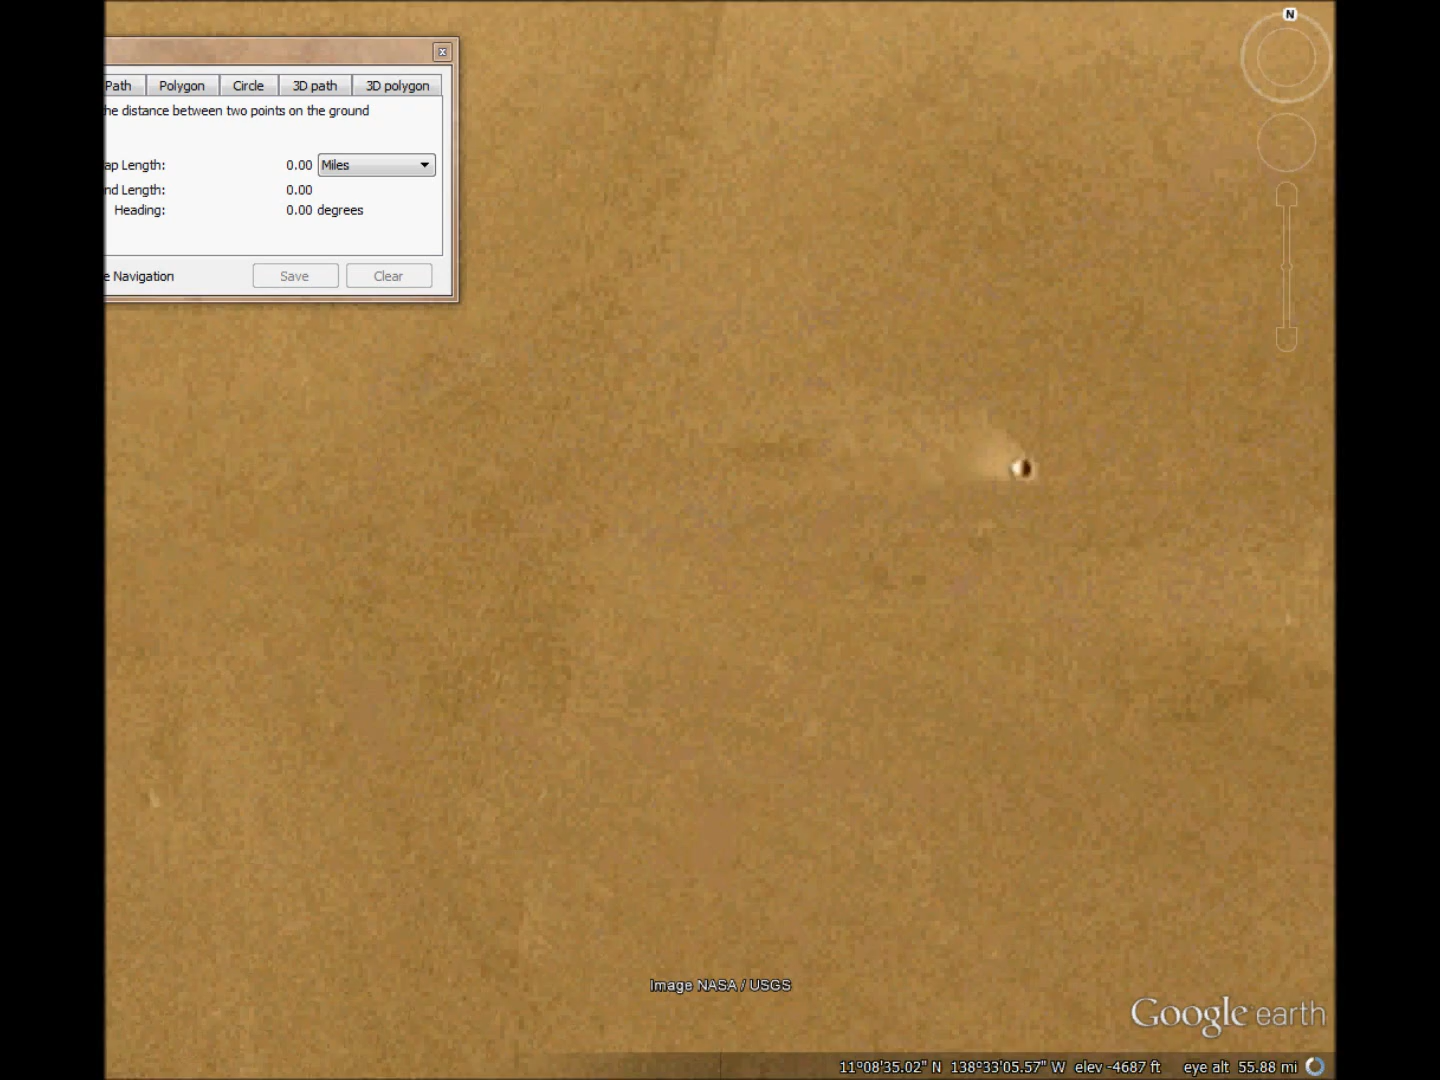 N
x
Path Polygon Circle 3D path 3D polygon
he distance between two points on the ground
ap Length: 0.00 Miles
nd Length: 0.00
Heading: 0.00 degrees
e Navigation Save Clear
Image NASA / USGS
Google earth
11°08'35.02" N 138°33'05.57" W elev -4687 ft eye alt 55.88 mi